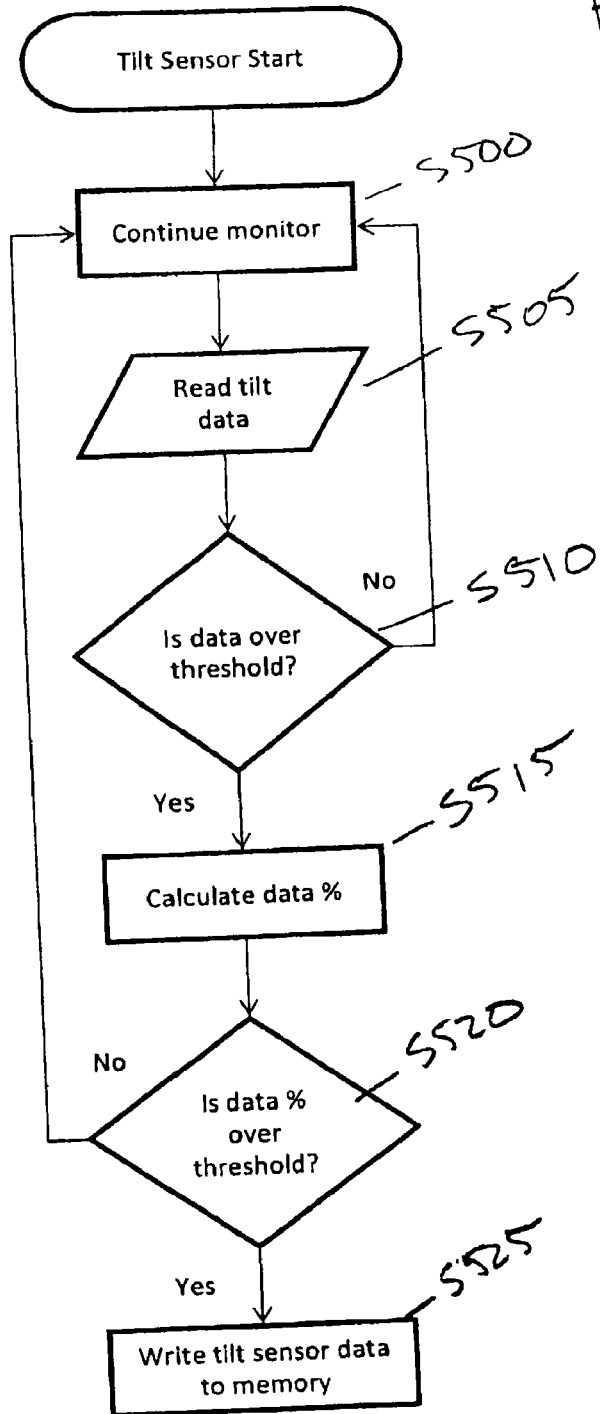 Tilt Sensor Start
S500
Continue monitor
S505
Read tilt
data
No
S510
Is data over
threshold?
Yes
S515
Calculate data %
S520
No
Is data %
over
threshold?
S525
Yes
Write tilt sensor data
to memory